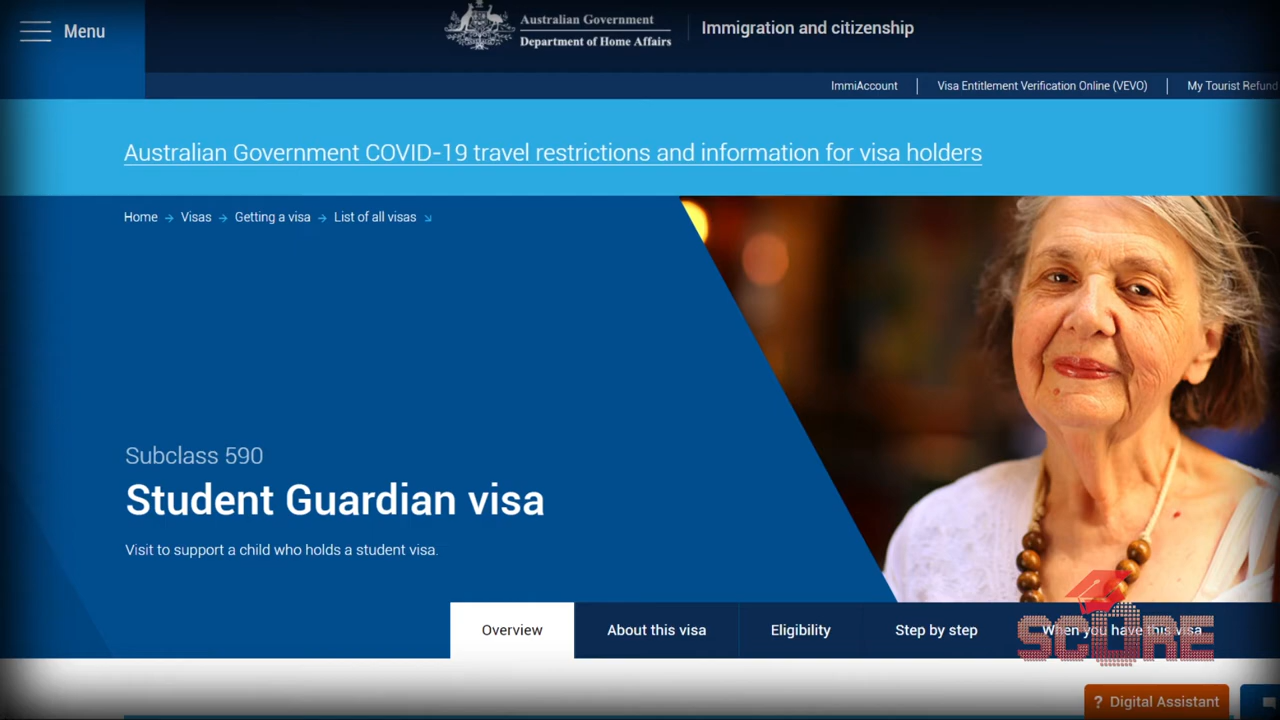 Menu
Australian Government
Department of Home Affairs
Immigration and citizenship
ImmiAccount
Visa Entitlement Verification Online (VEVO)
My Tourist Refund
Australian Government COVID-19 travel restrictions and information for visa holders
Home → Visas → Getting a visa → List of all visas ↘
Subclass 590
Student Guardian visa
Visit to support a child who holds a student visa.
Overview
About this visa
Eligibility
Step by step
When you have this visa
SCORE
? Digital Assistant